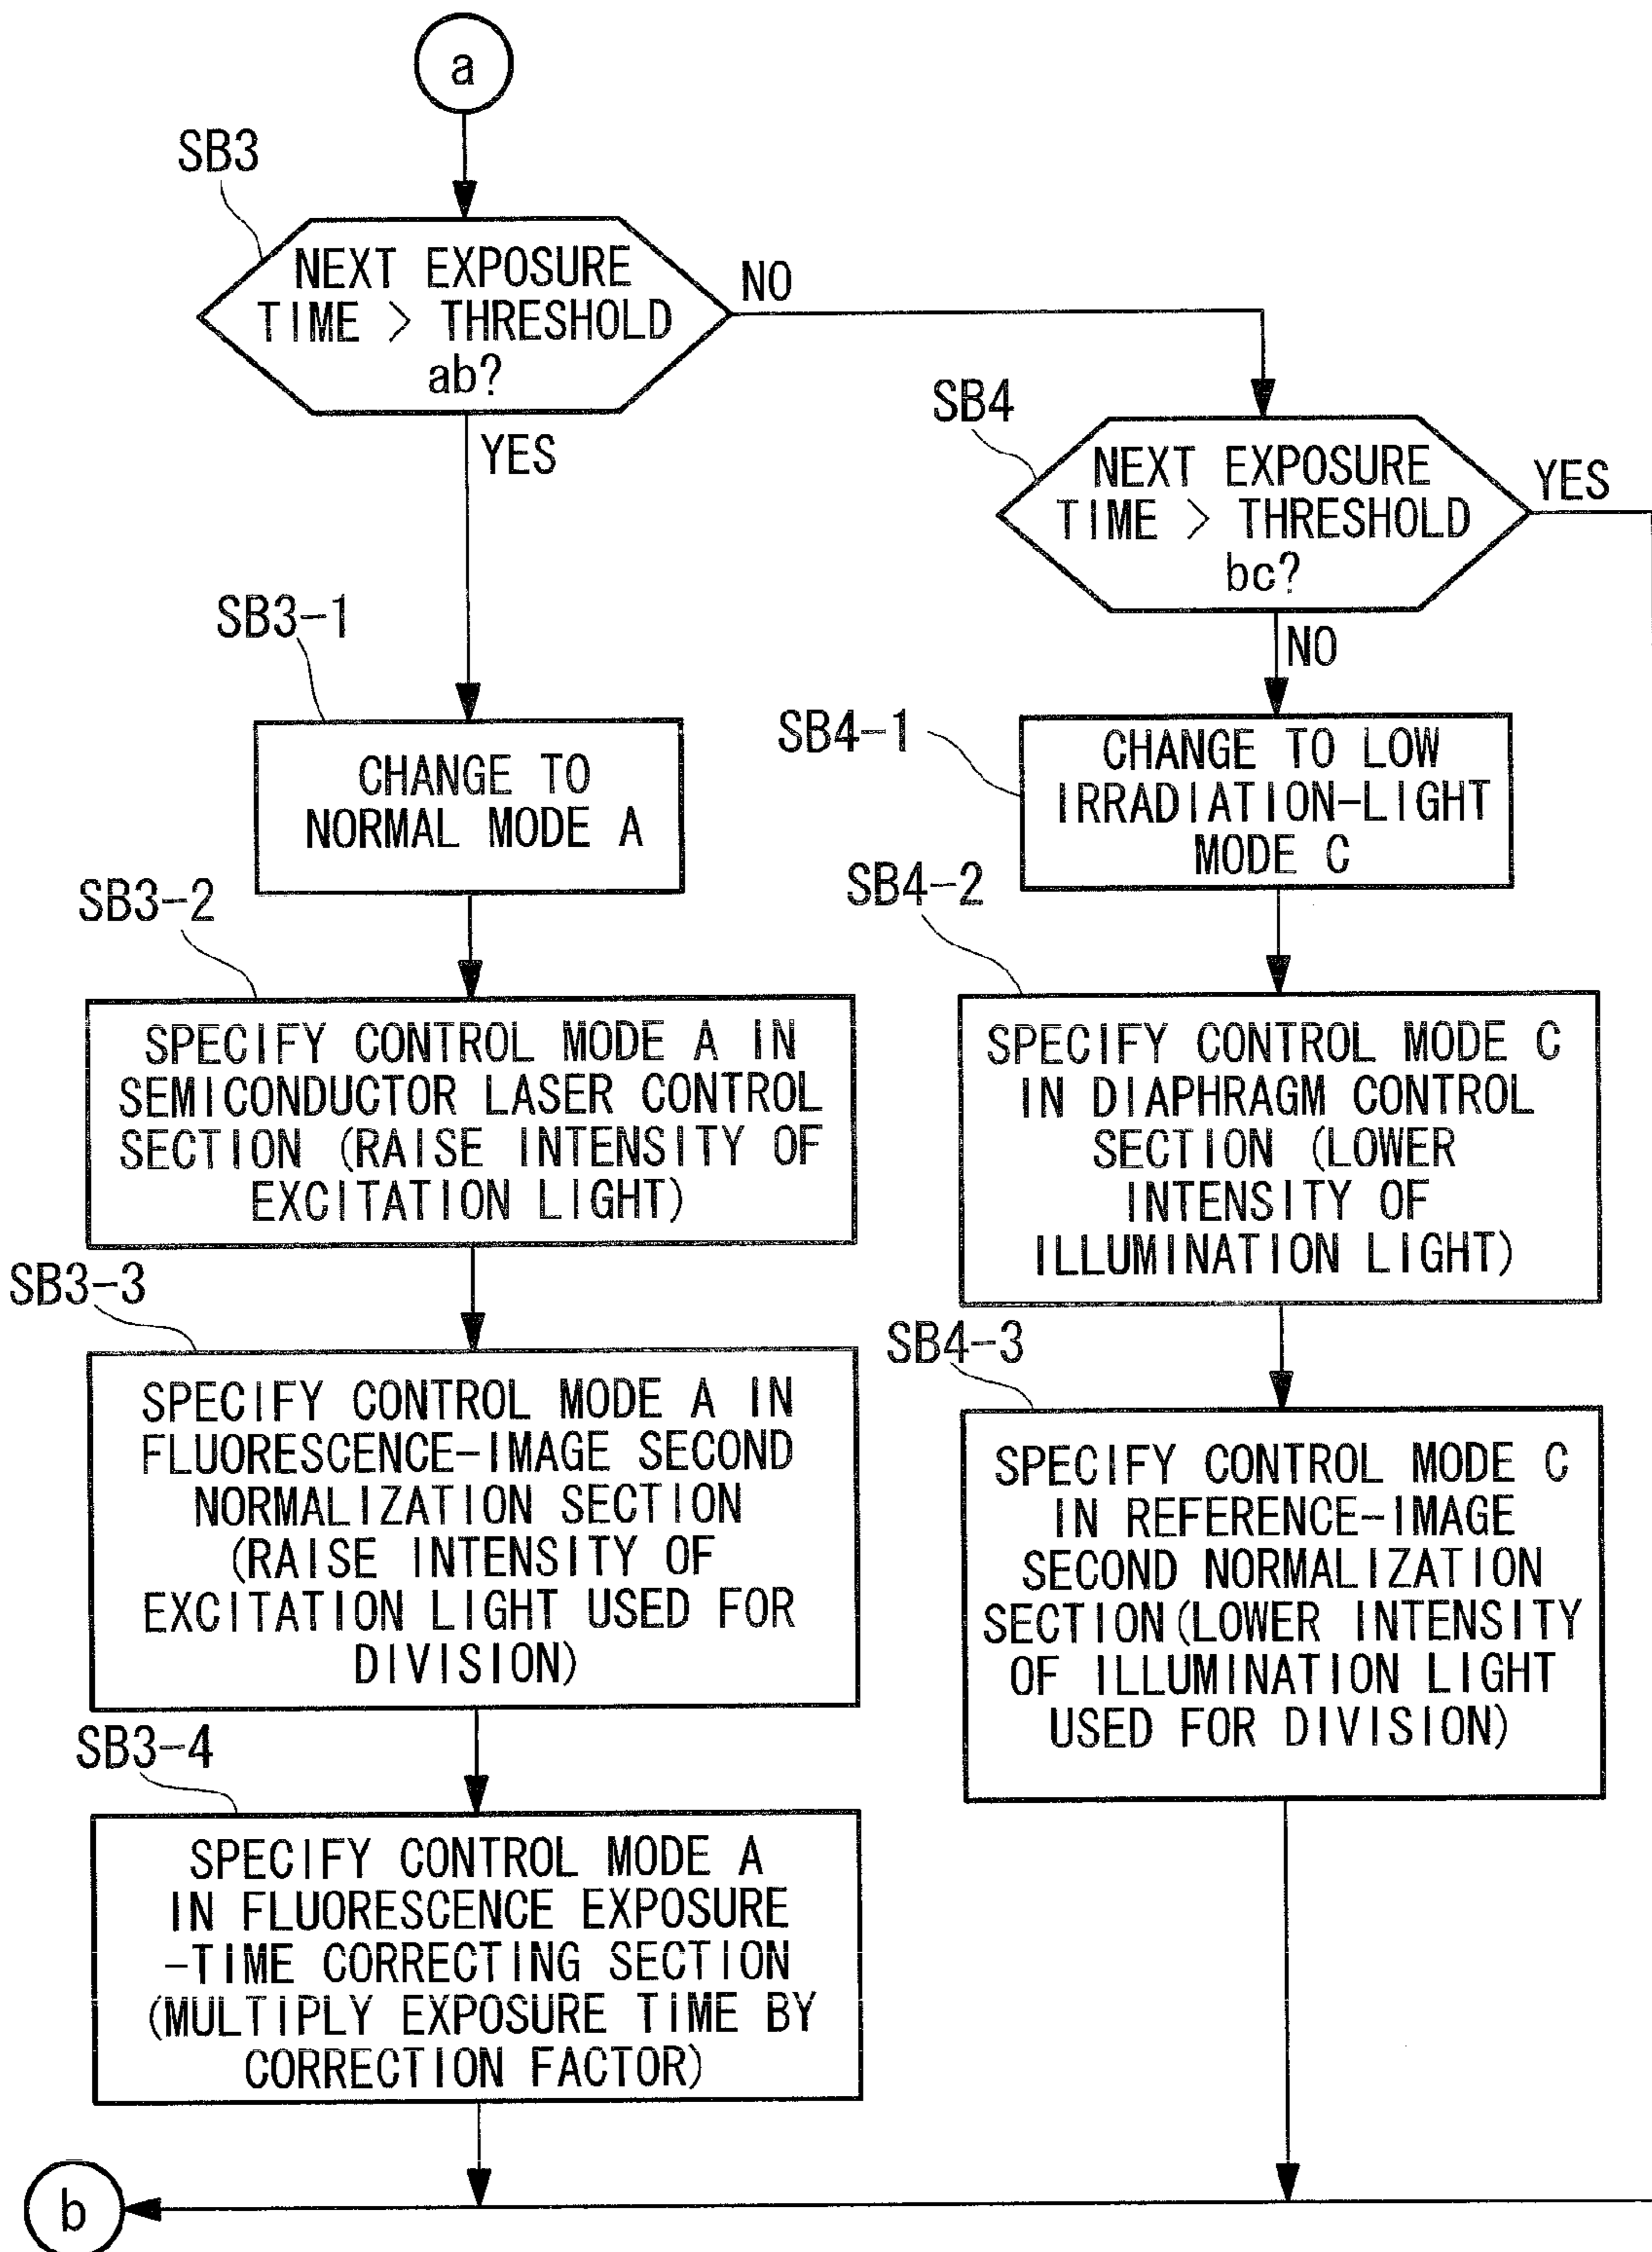 a
SB3
NEXT EXPOSURE
TIME > THRESHOLD
ab?
NO
YES
SB4
NEXT EXPOSURE
TIME > THRESHOLD
bc?
YES
NO
SB3-1
CHANGE TO
NORMAL MODE A
SB4-1
CHANGE TO LOW
IRRADIATION-LIGHT
MODE C
SB3-2
SPECIFY CONTROL MODE A IN
SEMICONDUCTOR LASER CONTROL
SECTION (RAISE INTENSITY OF
EXCITATION LIGHT)
SB4-2
SPECIFY CONTROL MODE C
IN DIAPHRAGM CONTROL
SECTION (LOWER
INTENSITY OF
ILLUMINATION LIGHT)
SB3-3
SPECIFY CONTROL MODE A IN
FLUORESCENCE-IMAGE SECOND
NORMALIZATION SECTION
(RAISE INTENSITY OF
EXCITATION LIGHT USED FOR
DIVISION)
SB4-3
SPECIFY CONTROL MODE C
IN REFERENCE-IMAGE
SECOND NORMALIZATION
SECTION(LOWER INTENSITY
OF ILLUMINATION LIGHT
USED FOR DIVISION)
SB3-4
SPECIFY CONTROL MODE A
IN FLUORESCENCE EXPOSURE
-TIME CORRECTING SECTION
(MULTIPLY EXPOSURE TIME BY
CORRECTION FACTOR)
b